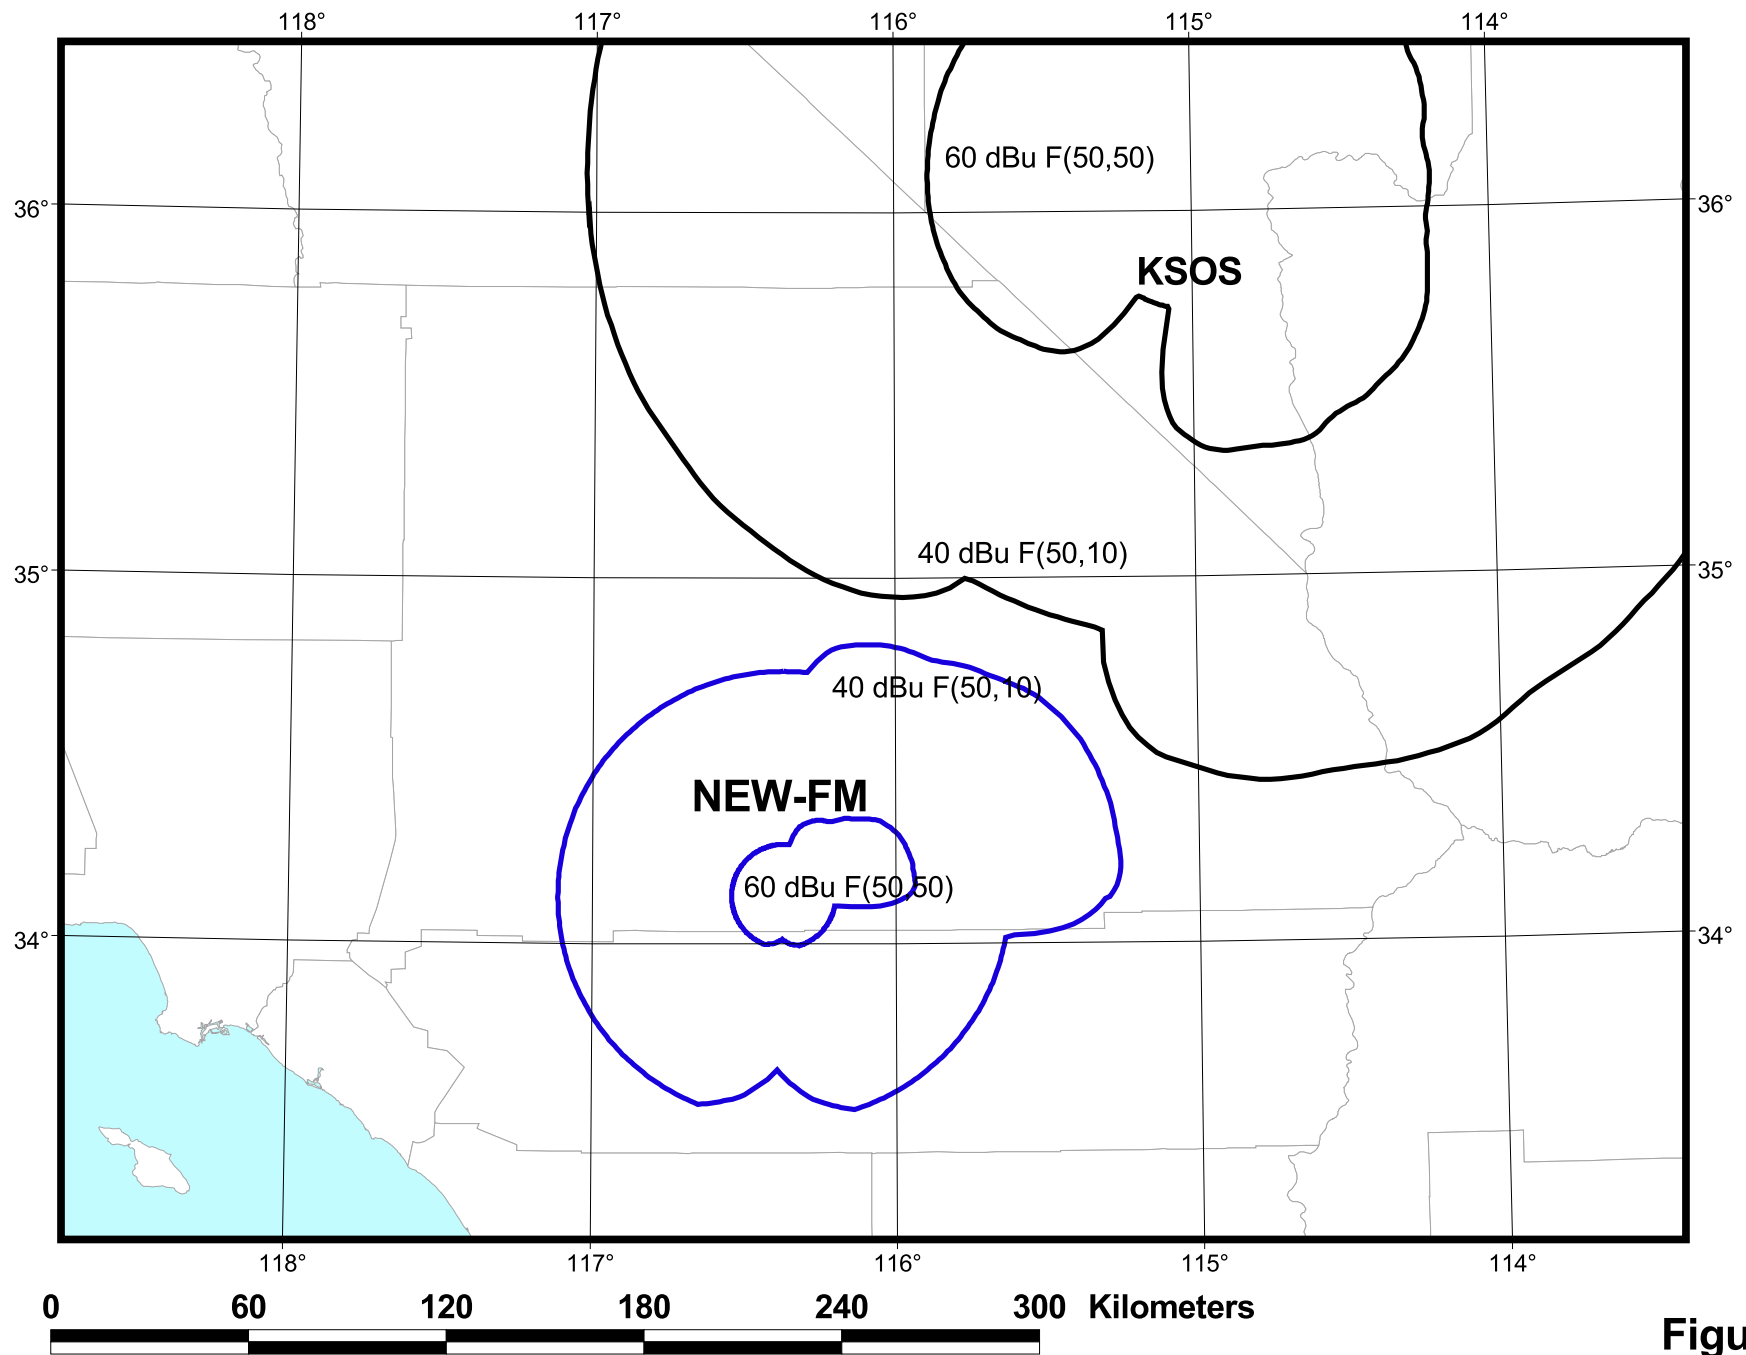 118° 117° 116° 115° 114°
60 dBu F(50,50)
36° 36°
KSOS
40 dBu F(50,10)
35° 35°
40 dBu F(50,10)
NEW-FM
60 dBu F(50,50)
34° 34°
118° 117° 116° 115° 114°
0 60 120 180 240 300 Kilometers
Figu